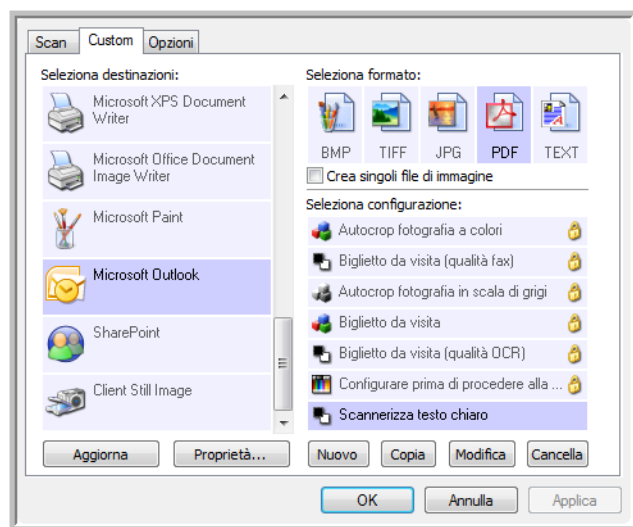 Scan Custom Opzioni
Seleziona destinazioni:
Microsoft XPS Document
Writer
Microsoft Office Document
Image Writer
Microsoft Paint
Microsoft Outlook
SharePoint
Client Still Image
Aggiorna Proprietà...
Seleziona formato:
BMP TIFF JPG PDF TEXT
Crea singoli file di immagine
Seleziona configurazione:
Autocrop fotografia a colori
Biglietto da visita (qualità fax)
Autocrop fotografia in scala di grigi
Biglietto da visita
Biglietto da visita (qualità OCR)
Configurare prima di procedere alla ...
Scannerizza testo chiaro
Nuovo Copia Modifica Cancella
OK Annulla Applica